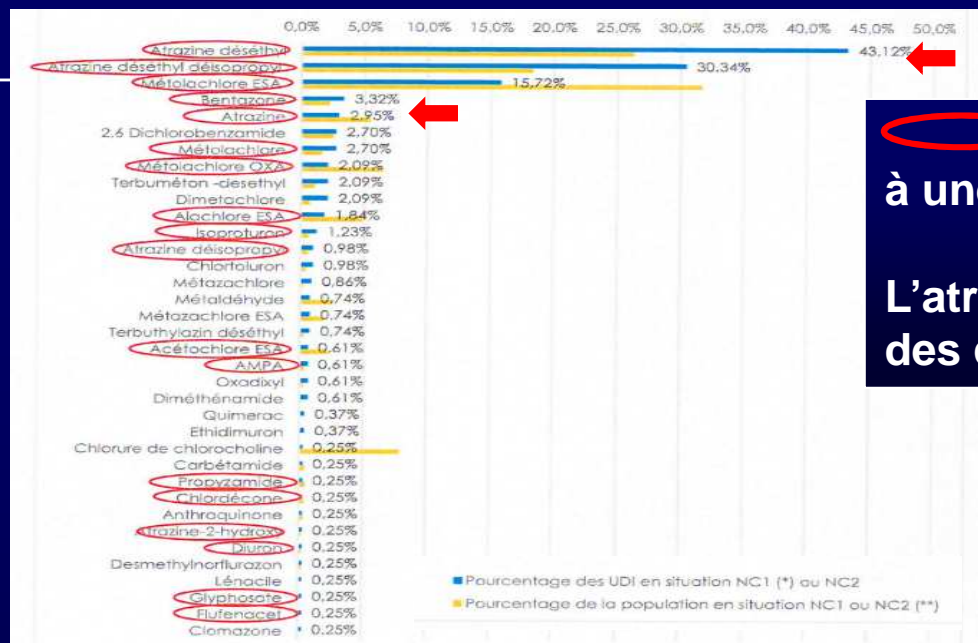 0,0% 5,0% 10,0% 15,0% 20,0% 25,0% 30,0% 35,0% 40,0% 45,0% 50,0%
Atrazine déséthyl 43,12%
Atrazine déséthyl déisopropyl 30,34%
Métolachlore ESA 15,72%
Bentazone 3,32%
Atrazine 2,95%
2.6 Dichlorobenzamide 2,70%
Métolachlore 2,70%
Métolachlore OXA 2,09%
Terbuméton -desethyl 2,09%
Dimetachlore 2,09%
Alachlore ESA 1,84%
Isoproturon 1,23%
Atrazine déisopropyl 0,98%
Chlortoluron 0,98%
Métazachlore 0,86%
Métaldéhyde 0,74%
Métazachlore ESA 0,74%
Terbuthylazin déséthyl 0,74%
Acétochlore ESA 0,61%
AMPA 0,61%
Oxadixyl 0,61%
Diméthénamide 0,61%
Quimerac 0,37%
Ethidimuron 0,37%
Chlorure de chlorocholine 0,25%
Carbétamide 0,25%
Propyzamide 0,25%
Chlordécone 0,25%
Anthraquinone 0,25%
Atrazine-2-hydroxy 0,25%
Diuron 0,25%
Desmethylnorflurazon 0,25%
Lénacile 0,25%
Glyphosate 0,25%
Flufenacet 0,25%
Clomazone 0,25%
Pourcentage des UDI en situation NC1 (*) ou NC2
Pourcentage de la population en situation NC1 ou NC2 (**)
à un
L'atr
des